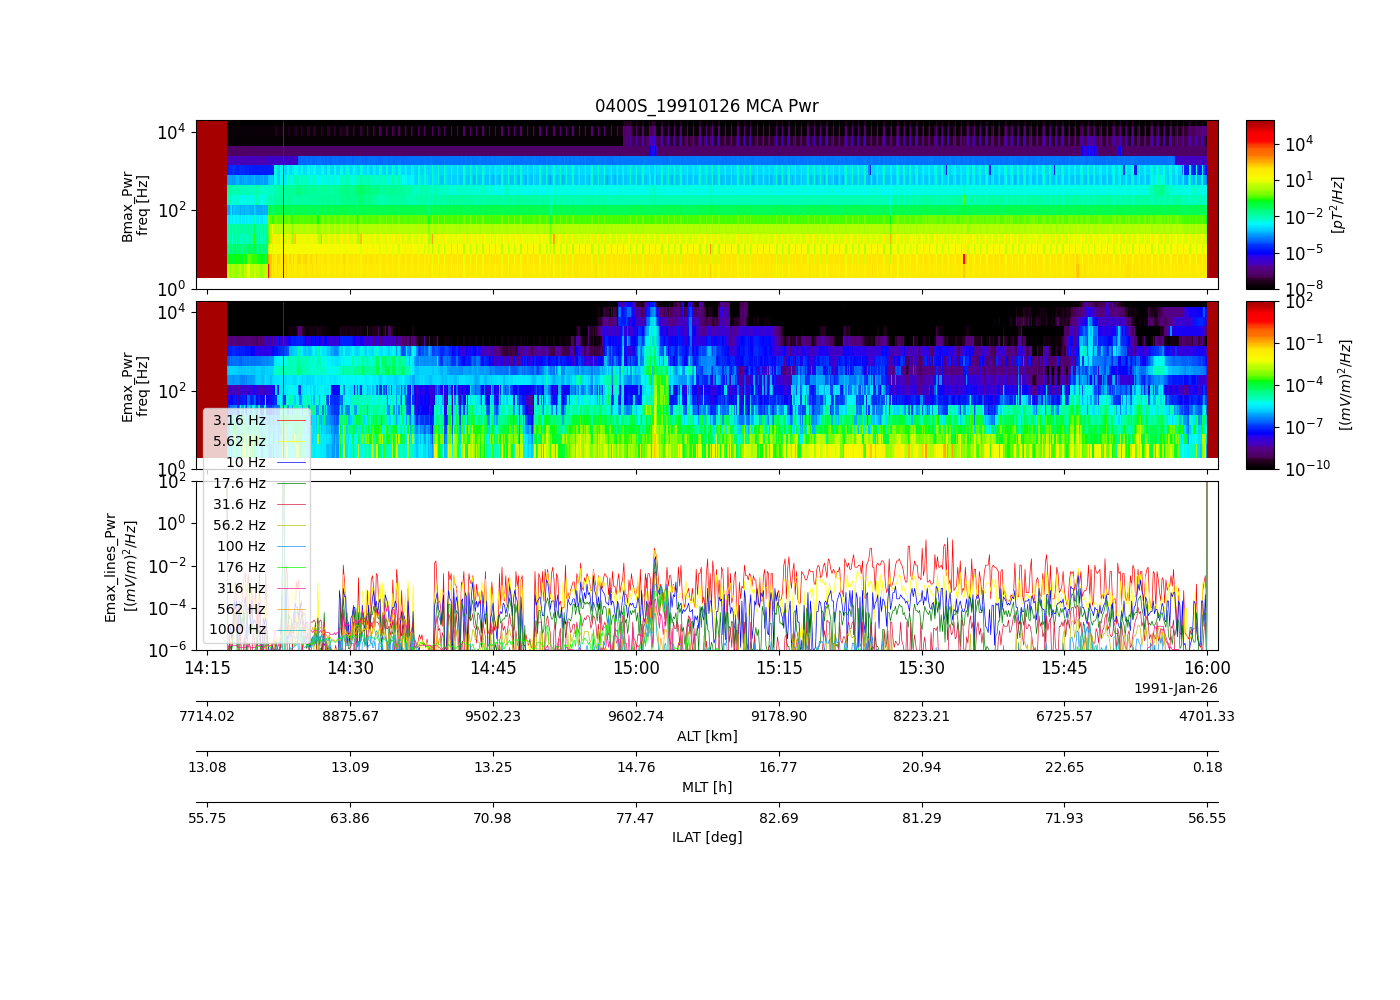 0400S_19910126 MCA Pwr
Bmax_Pwr
freq [Hz]
10^4
10^2
10^0
10^4
10^1
10^−2
10^−5
10^−8
[pT^2/Hz]
Emax_Pwr
freq [Hz]
10^4
10^2
10^0
10^2
10^−1
10^−4
10^−7
10^−10
[(mV/m)^2/Hz]
3.16 Hz
5.62 Hz
10 Hz
17.6 Hz
31.6 Hz
56.2 Hz
100 Hz
176 Hz
316 Hz
562 Hz
1000 Hz
Emax_lines_Pwr
[(mV/m)^2/Hz]
10^2
10^0
10^−2
10^−4
10^−6
14:15 14:30 14:45 15:00 15:15 15:30 15:45 16:00
1991-Jan-26
7714.02 8875.67 9502.23 9602.74 9178.90 8223.21 6725.57 4701.33
ALT [km]
13.08 13.09 13.25 14.76 16.77 20.94 22.65 0.18
MLT [h]
55.75 63.86 70.98 77.47 82.69 81.29 71.93 56.55
ILAT [deg]